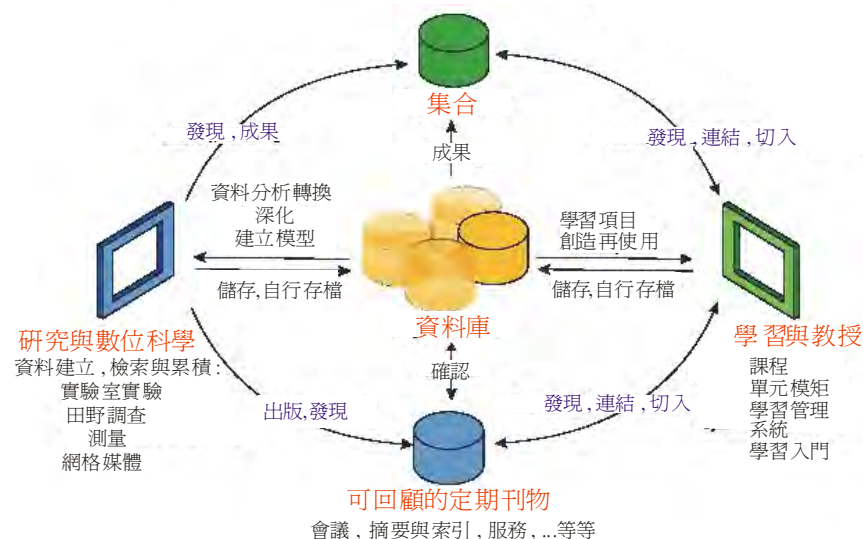 集合
發現 ,成果
發現 ,連結 ,切入
成果
資料分析轉換
深化
建立模型
學習項目
創造再使用
儲存,自行存檔
儲存,自行存檔
資料庫
研究與數位科學
資料建立 ,檢索與累積 :
實驗室實驗
田野調查
測量
網格媒體
學習與教授
課程
單元模矩
學習管理
系統
學習入門
確認
出版,發現
發現 ,連結 ,切入
可回顧的定期刊物
會議 , 摘要與索引 , 服務 , ...等等